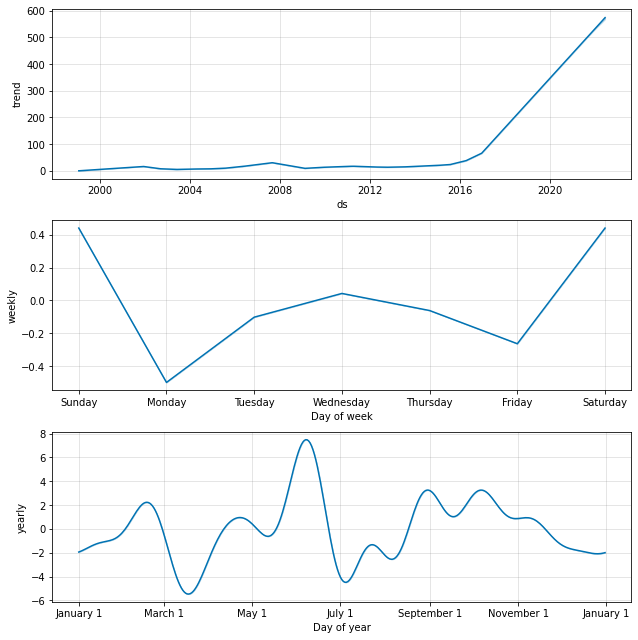 600
500
400
300
200
100
0
trend
2000 2004 2008 2012 2016 2020
ds
0.4
0.2
0.0
−0.2
−0.4
weekly
Sunday Monday Tuesday Wednesday Thursday Friday Saturday
Day of week
8
6
4
2
0
−2
−4
−6
yearly
January 1 March 1 May 1 July 1 September 1 November 1 January 1
Day of year